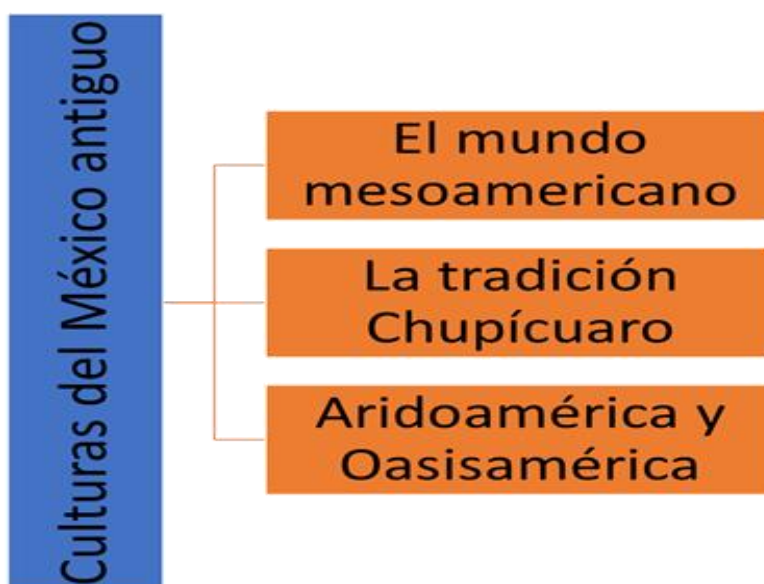 Culturas del México antiguo
El mundo
mesoamericano
La tradición
Chupícuaro
Aridoamérica y
Oasisamérica